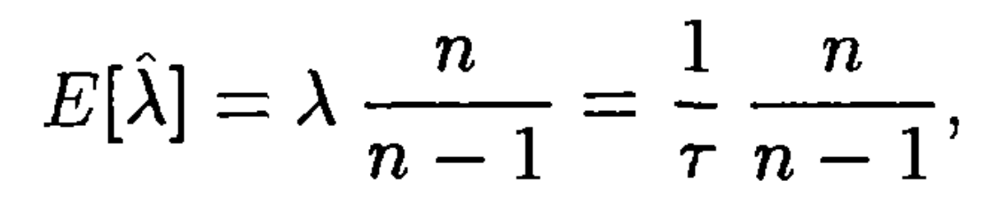 E[λ̂] = λ n/(n − 1) = 1/τ n/(n − 1),